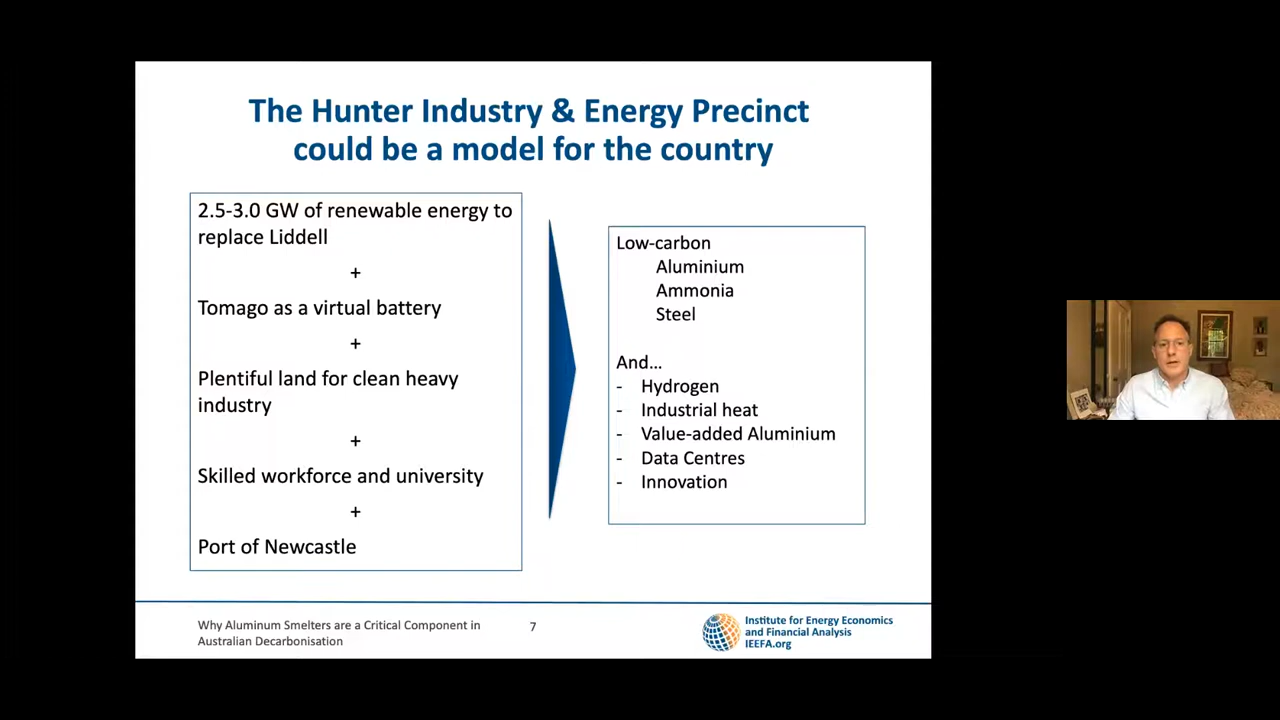 The Hunter Industry & Energy Precinct
could be a model for the country
2.5-3.0 GW of renewable energy to
replace Liddell
+
Tomago as a virtual battery
+
Plentiful land for clean heavy
industry
+
Skilled workforce and university
+
Port of Newcastle
Low-carbon
Aluminium
Ammonia
Steel
And...
- Hydrogen
- Industrial heat
- Value-added Aluminium
- Data Centres
- Innovation
Why Aluminum Smelters are a Critical Component in
Australian Decarbonisation
7
Institute for Energy Economics
and Financial Analysis
IEEFA.org